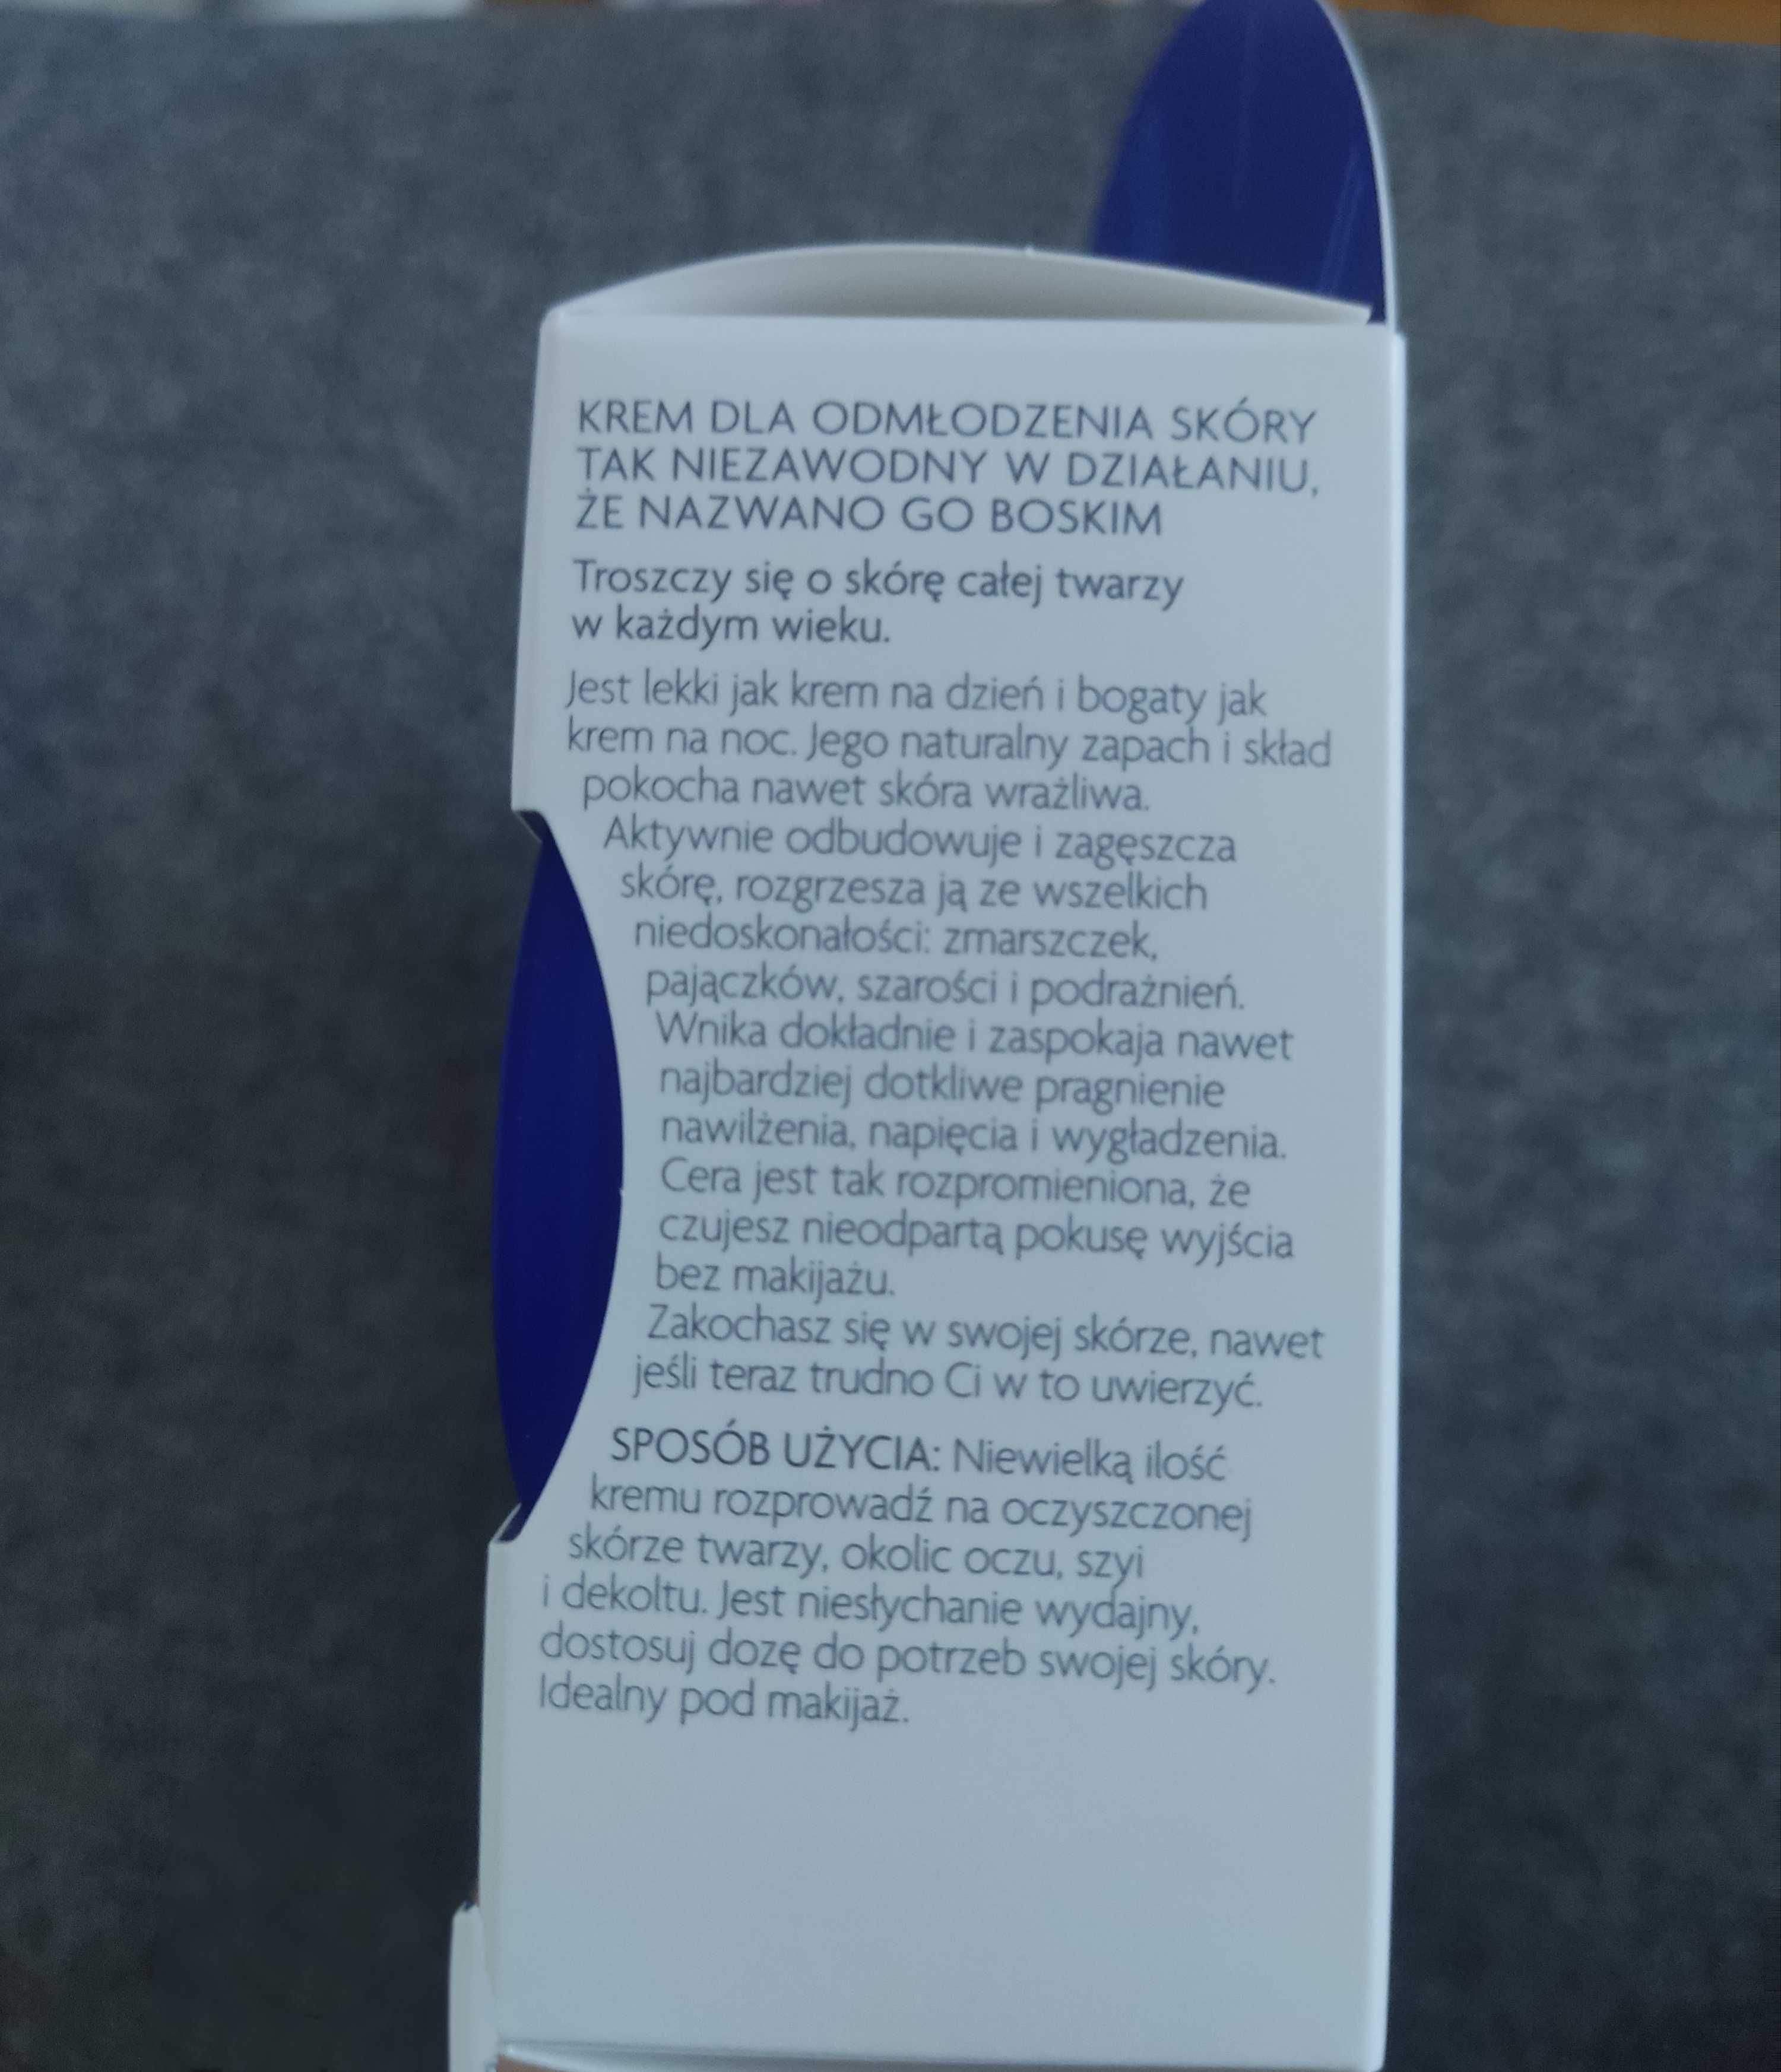 KREM DLA ODMŁODZENIA SKÓRY
TAK NIEZAWODNY W DZIAŁANIU,
ŻE NAZWANO GO BOSKIM
Troszczy się o skórę całej twarzy
w każdym wieku.
Jest lekki jak krem na dzień i bogaty jak
krem na noc. Jego naturalny zapach i skład
pokocha nawet skóra wrażliwa.
Aktywnie odbudowuje i zagęszcza
skórę, rozgrzesza ją ze wszelkich
niedoskonałości: zmarszczek,
pajączków, szarości i podrażnień.
Wnika dokładnie i zaspokaja nawet
najbardziej dotkliwe pragnienie
nawilżenia, napięcia i wygładzenia.
Cera jest tak rozpromieniona, że
czujesz nieodpartą pokusę wyjścia
bez makijażu.
Zakochasz się w swojej skórze, nawet
jeśli teraz trudno Ci w to uwierzyć.
SPOSÓB UŻYCIA: Niewielką ilość
kremu rozprowadź na oczyszczonej
skórze twarzy, okolic oczu, szyi
i dekoltu. Jest niesłychanie wydajny,
dostosuj dozę do potrzeb swojej skóry.
Idealny pod makijaż.